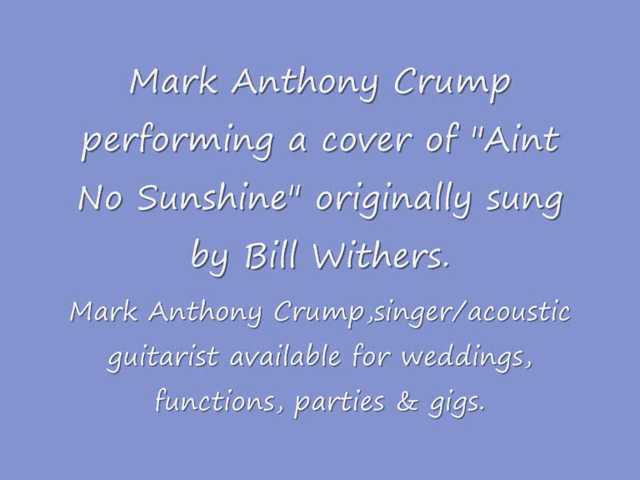 Mark Anthony Crump
performing a cover of "Aint
No Sunshine" originally sung
by Bill Withers.
Mark Anthony Crump,singer/acoustic
guitarist available for weddings,
functions, parties & gigs.